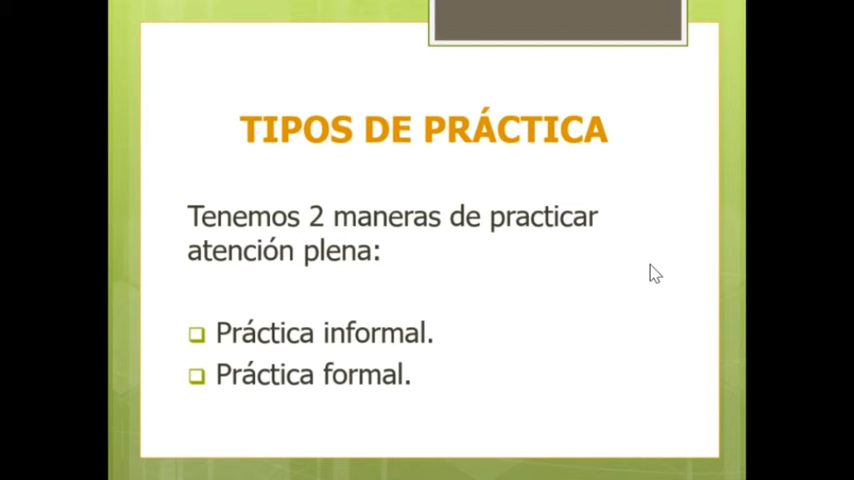 TIPOS DE PRÁCTICA
Tenemos 2 maneras de practicar
atención plena:
Práctica informal.
Práctica formal.